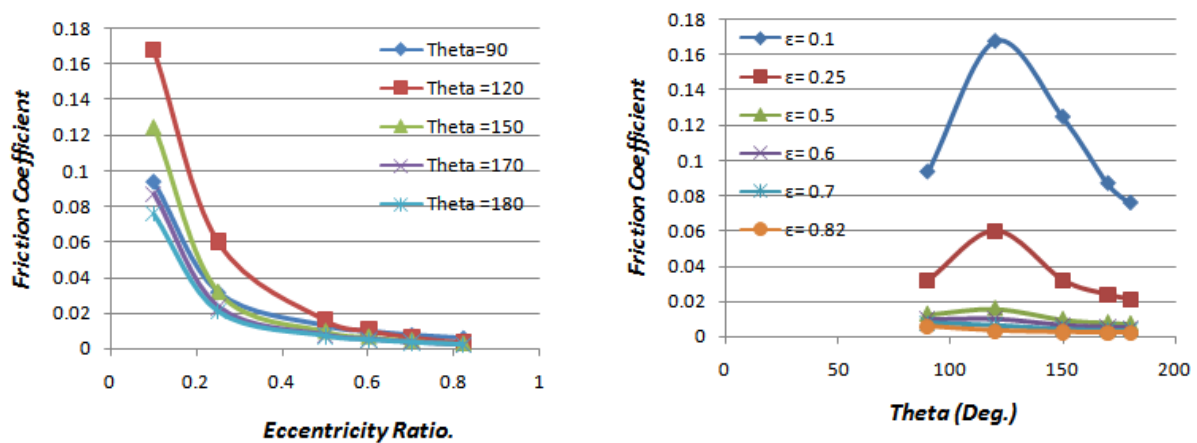 0.18
0.16
0.14
0.12
0.1
0.08
0.06
0.04
0.02
0
Friction Coefficient
0 0.2 0.4 0.6 0.8 1
Eccentricity Ratio.
Theta=90
Theta =120
Theta =150
Theta =170
Theta =180
0.18
0.16
0.14
0.12
0.1
0.08
0.06
0.04
0.02
0
Friction Coefficient
0 50 100 150 200
Theta (Deg.)
ε= 0.1
ε= 0.25
ε= 0.5
ε= 0.6
ε= 0.7
ε= 0.82